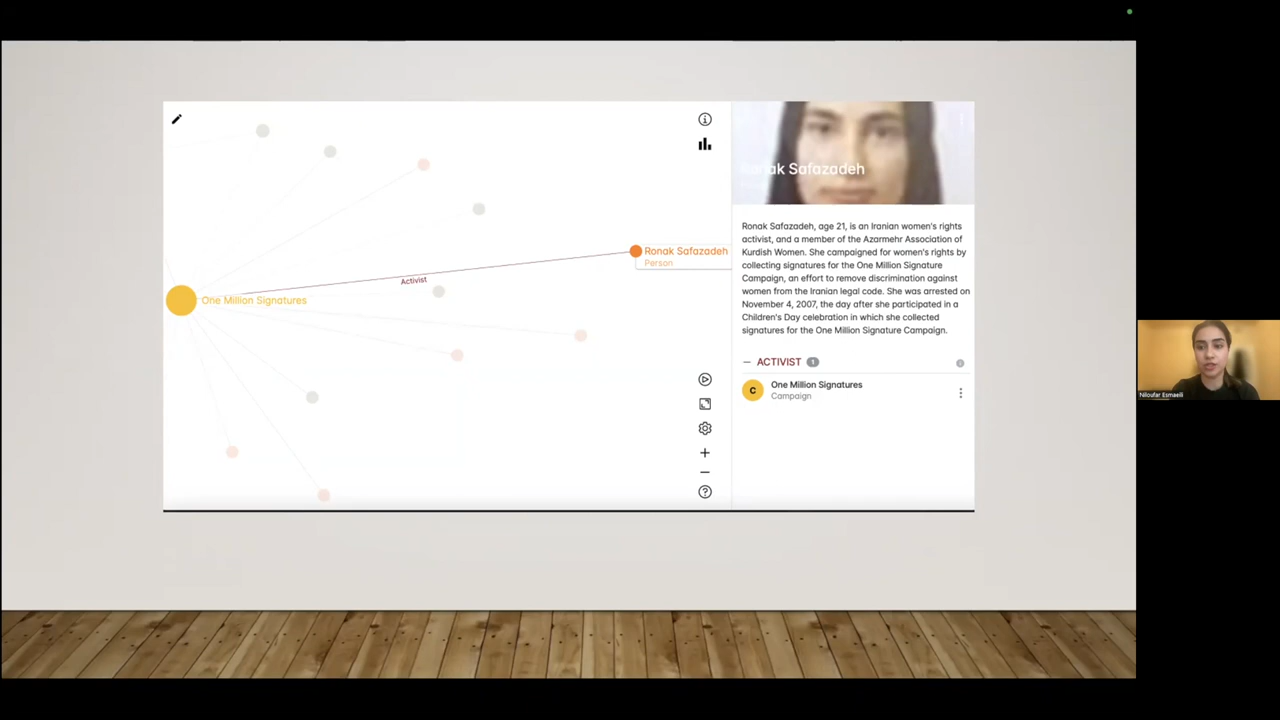 Ronak Safazadeh
Ronak Safazadeh
Person
Activist
One Million Signatures
Ronak Safazadeh, age 21, is an Iranian women's rights
activist, and a member of the Azarmehr Association of
Kurdish Women. She campaigned for women's rights by
collecting signatures for the One Million Signature
Campaign, an effort to remove discrimination against
women from the Iranian legal code. She was arrested on
November 4, 2007, the day after she participated in a
Children's Day celebration in which she collected
signatures for the One Million Signature Campaign.
ACTIVIST 1
C
One Million Signatures
Campaign
Niloufar Esmaeili